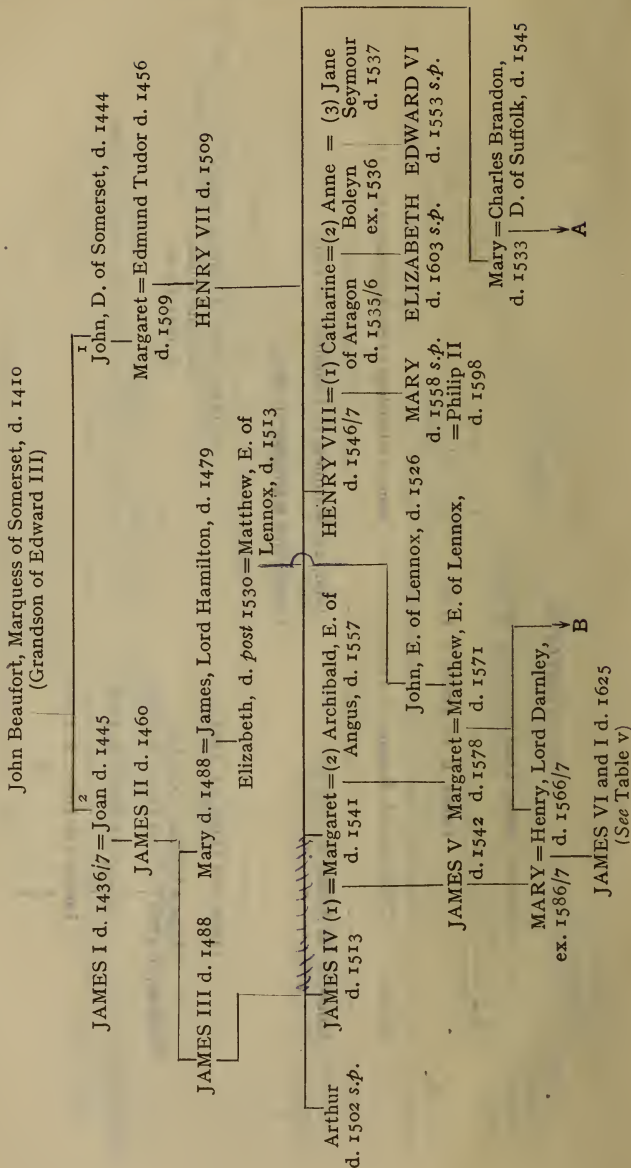 John Beaufort, Marquess of Somerset, d. 1410
(Grandson of Edward III)
2
1
JAMES I d. 1436/7 = Joan d. 1445
John, D. of Somerset, d. 1444
JAMES II d. 1460
Margaret = Edmund Tudor d. 1456
d. 1509
JAMES III d. 1488
Mary d. 1488 = James, Lord Hamilton, d. 1479
HENRY VII d. 1509
Elizabeth, d. post 1530 = Matthew, E. of
Lennox, d. 1513
Arthur
d. 1502 s.p.
JAMES IV (1) = Margaret = (2) Archibald, E. of
d. 1513
d. 1541
Angus, d. 1557
HENRY VIII = (1) Catharine = (2) Anne = (3) Jane
d. 1546/7
of Aragon
Boleyn
Seymour
d. 1535/6
ex. 1536
d. 1537
John, E. of Lennox, d. 1526
MARY
ELIZABETH
EDWARD VI
d. 1558 s.p.
d. 1603 s.p.
d. 1553 s.p.
= Philip II
d. 1598
JAMES V
Margaret = Matthew, E. of Lennox,
d. 1542
d. 1578
d. 1571
Mary = Charles Brandon,
d. 1533
D. of Suffolk, d. 1545
MARY = Henry, Lord Darnley,
ex. 1586/7
d. 1566/7
B
A
JAMES VI and I d. 1625
(See Table V)